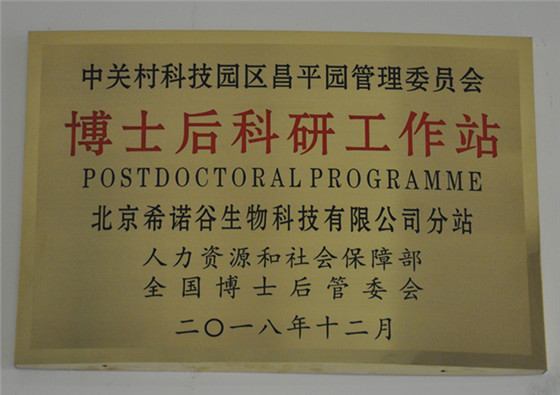 中关村科技园区昌平园管理委员会
博士后科研工作站
POSTDOCTORAL PROGRAMME
北京希诺谷生物科技有限公司分站
人力资源和社会保障部
全国博士后管委会
二〇一八年十二月